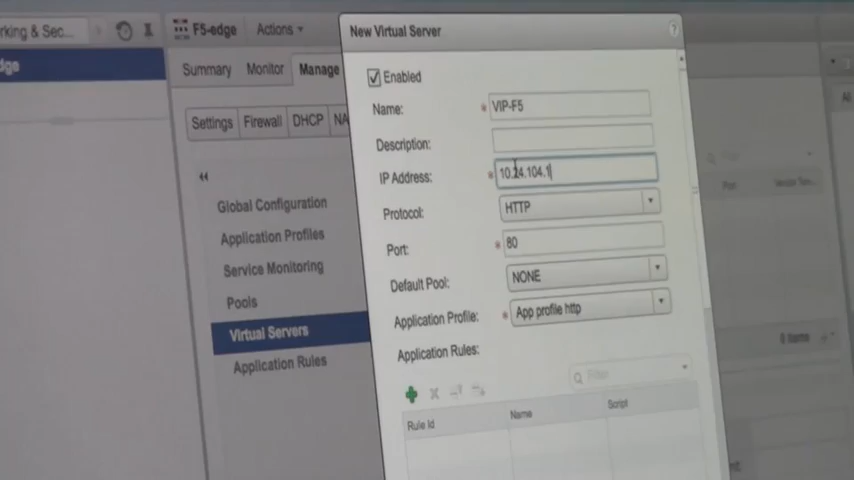 rking & Sec...
F5-edge
Actions
New Virtual Server
?
dge
Summary
Monitor
Manage
Enabled
Name:
* VIP-F5
Settings
Firewall
DHCP
NA
Description:
IP Address:
* 10.24.104.1
Global Configuration
Protocol:
HTTP
Application Profiles
Port:
* 80
Service Monitoring
Default Pool:
NONE
Pools
Application Profile:
* App profile http
Virtual Servers
Application Rules:
Application Rules
Filter
Rule Id
Name
Script